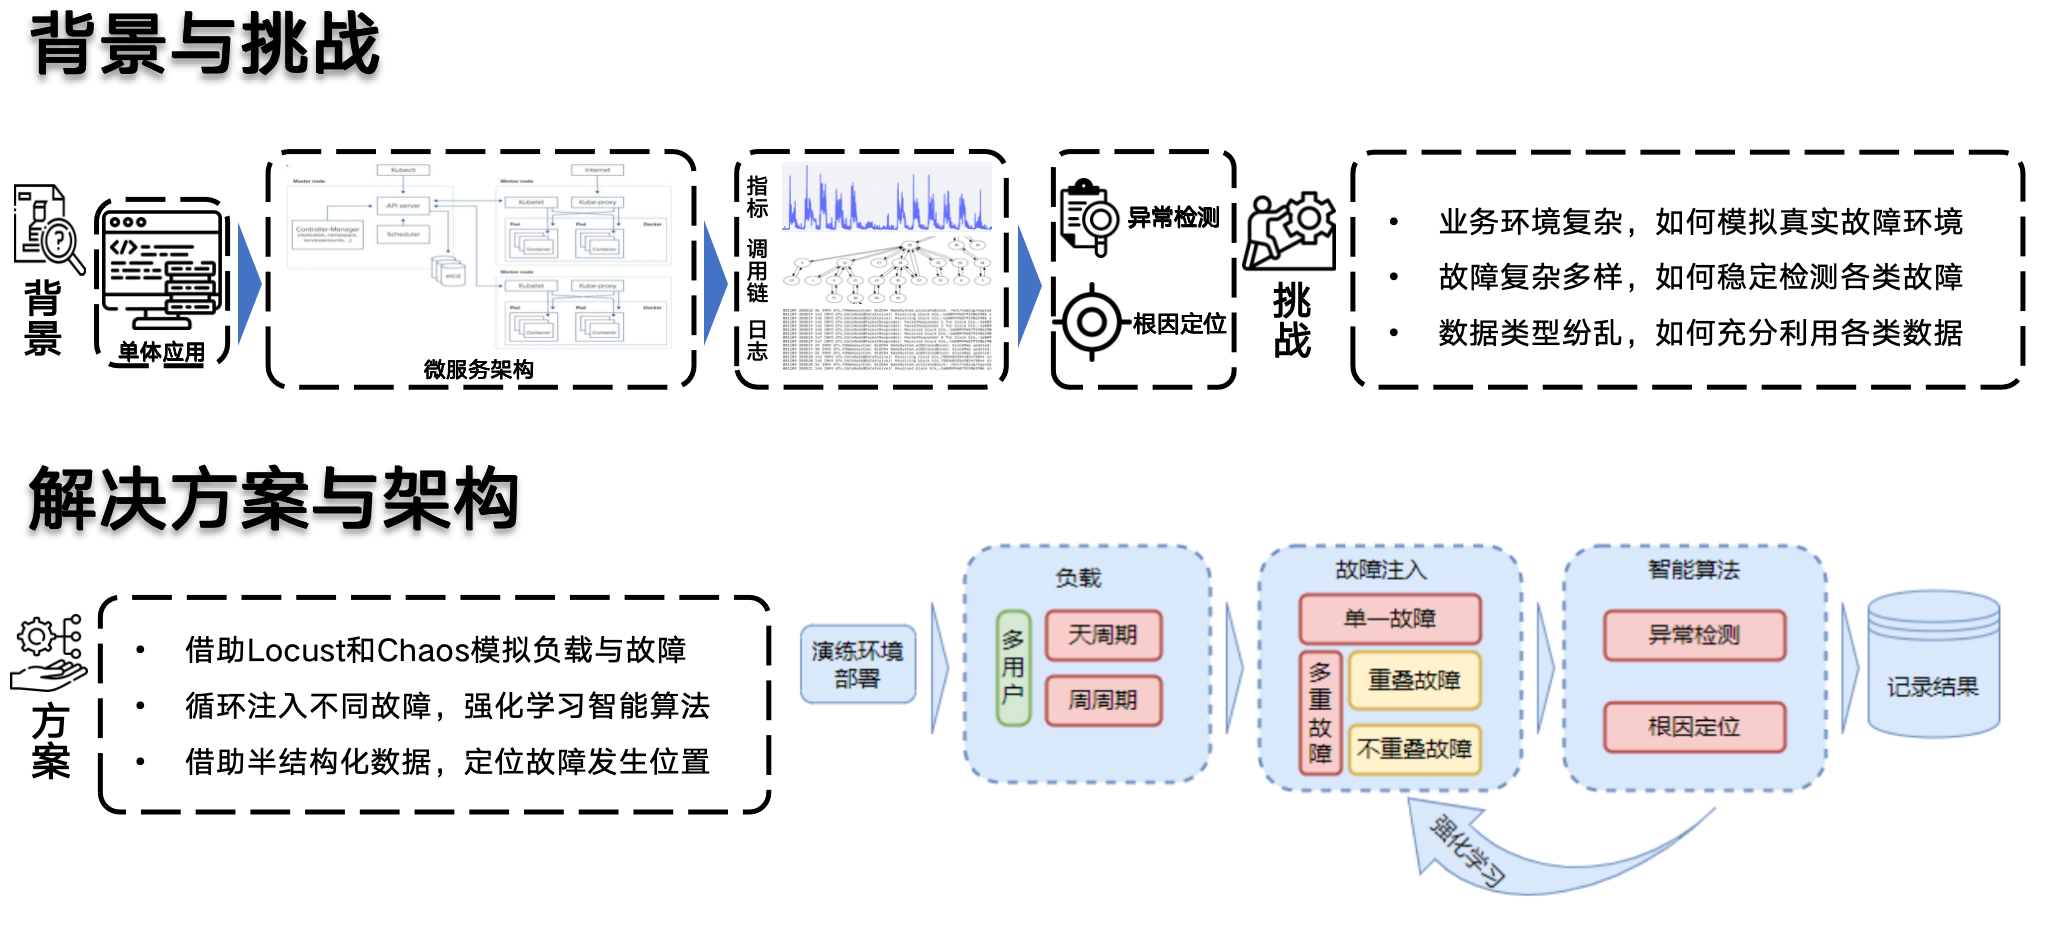 背景与挑战
背景
单体应用
Kubectl
Internet
Master node
Worker node
API server
Kubelet
Kube-proxy
Controller-Manager
(replication, namespace,
serviceaccounts, ...)
Scheduler
etcd
Pod
Pod
Docker
Container
Container
Worker node
Kubelet
Kube-proxy
Pod
Pod
Docker
Container
Container
微服务架构
指标
调用链
日志
异常检测
根因定位
挑战
• 业务环境复杂，如何模拟真实故障环境
• 故障复杂多样，如何稳定检测各类故障
• 数据类型纷乱，如何充分利用各类数据
解决方案与架构
方案
• 借助Locust和Chaos模拟负载与故障
• 循环注入不同故障，强化学习智能算法
• 借助半结构化数据，定位故障发生位置
演练环境
部署
负载
多用户
天周期
周周期
故障注入
单一故障
多重故障
重叠故障
不重叠故障
智能算法
异常检测
根因定位
记录结果
强化学习